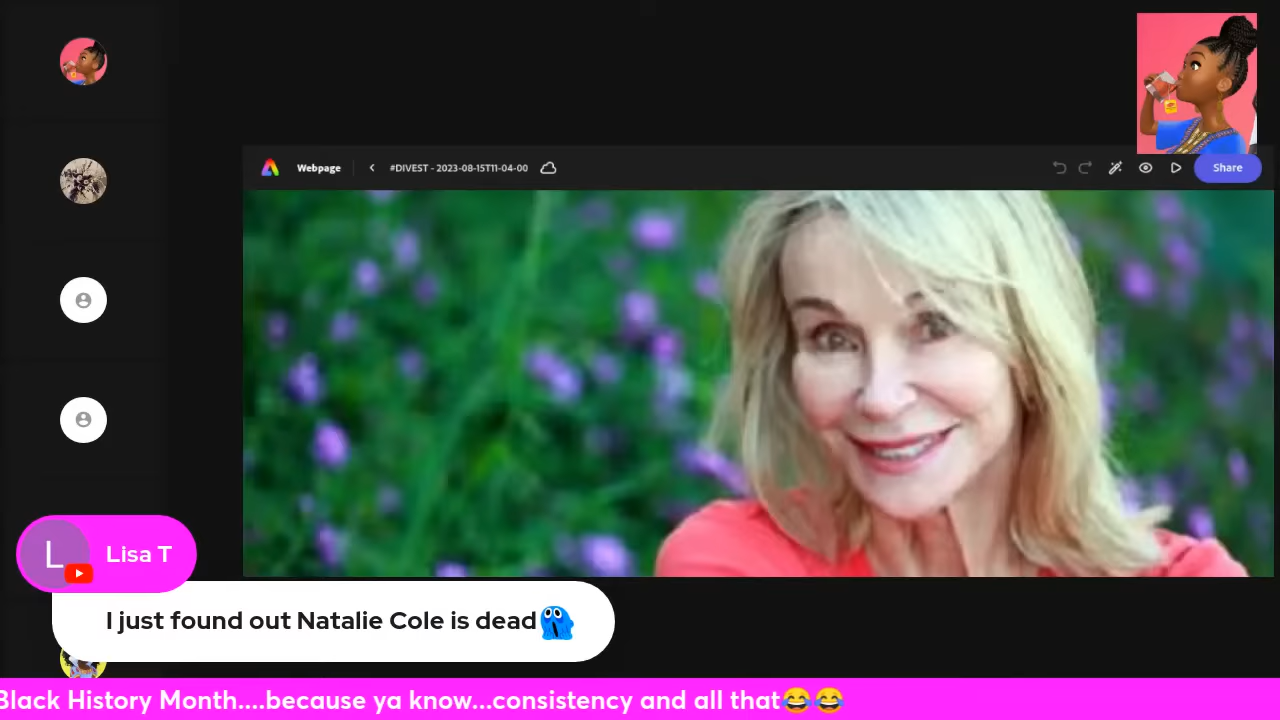 Webpage
#DIVEST - 2023-08-15T11-04-00
Share
L
Lisa T
I just found out Natalie Cole is dead
Black History Month....because ya know...consistency and all that😂😂